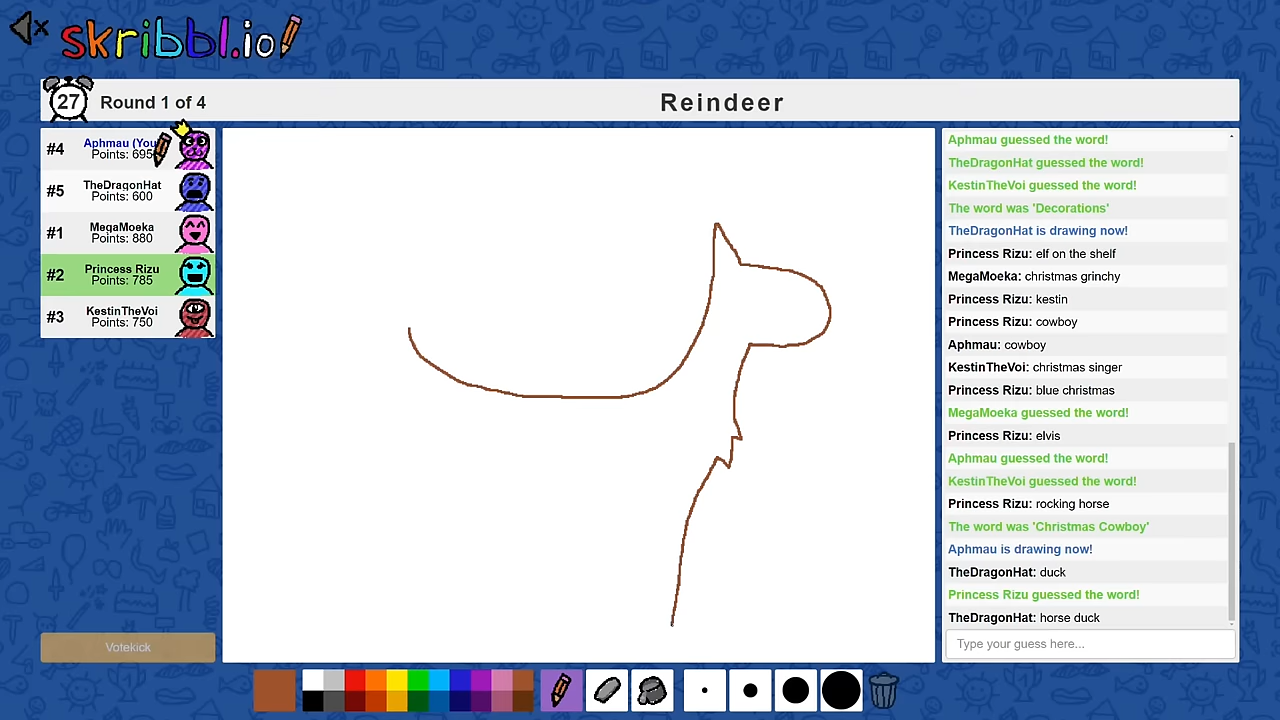 skribbl.io
27
Round 1 of 4
Reindeer
#4
Aphmau (You
Points: 695
#5
TheDragonHat
Points: 600
#1
MegaMoeka
Points: 880
#2
Princess Rizu
Points: 785
#3
KestinTheVoi
Points: 750
Votekick
Aphmau guessed the word!
TheDragonHat guessed the word!
KestinTheVoi guessed the word!
The word was 'Decorations'
TheDragonHat is drawing now!
Princess Rizu: elf on the shelf
MegaMoeka: christmas grinchy
Princess Rizu: kestin
Princess Rizu: cowboy
Aphmau: cowboy
KestinTheVoi: christmas singer
Princess Rizu: blue christmas
MegaMoeka guessed the word!
Princess Rizu: elvis
Aphmau guessed the word!
KestinTheVoi guessed the word!
Princess Rizu: rocking horse
The word was 'Christmas Cowboy'
Aphmau is drawing now!
TheDragonHat: duck
Princess Rizu guessed the word!
TheDragonHat: horse duck
Type your guess here...